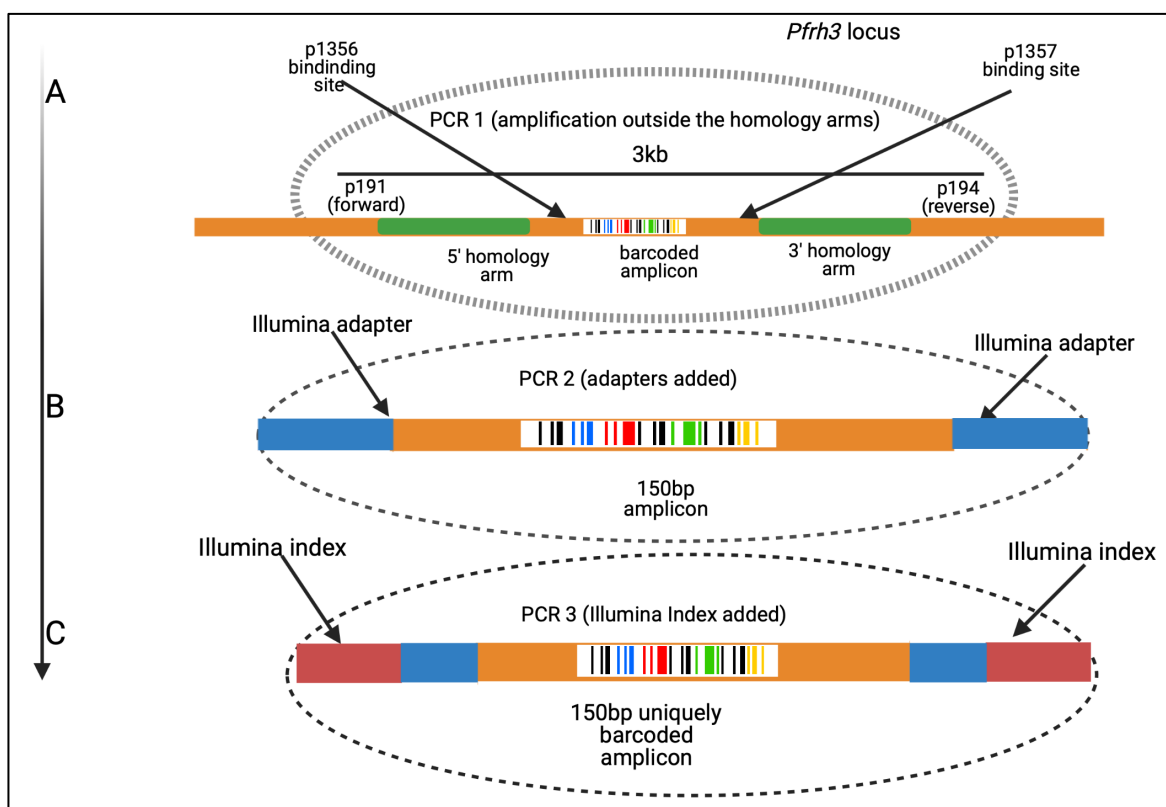 A
Pfrh3 locus
p1356
bindinding
site
p1357
binding site
PCR 1 (amplification outside the homology arms)
3kb
p191
(forward)
p194
(reverse)
5' homology
arm
barcoded
amplicon
3' homology
arm
B
Illumina adapter
Illumina adapter
PCR 2 (adapters added)
150bp
amplicon
C
Illumina index
Illumina index
PCR 3 (Illumina Index added)
150bp uniquely
barcoded
amplicon